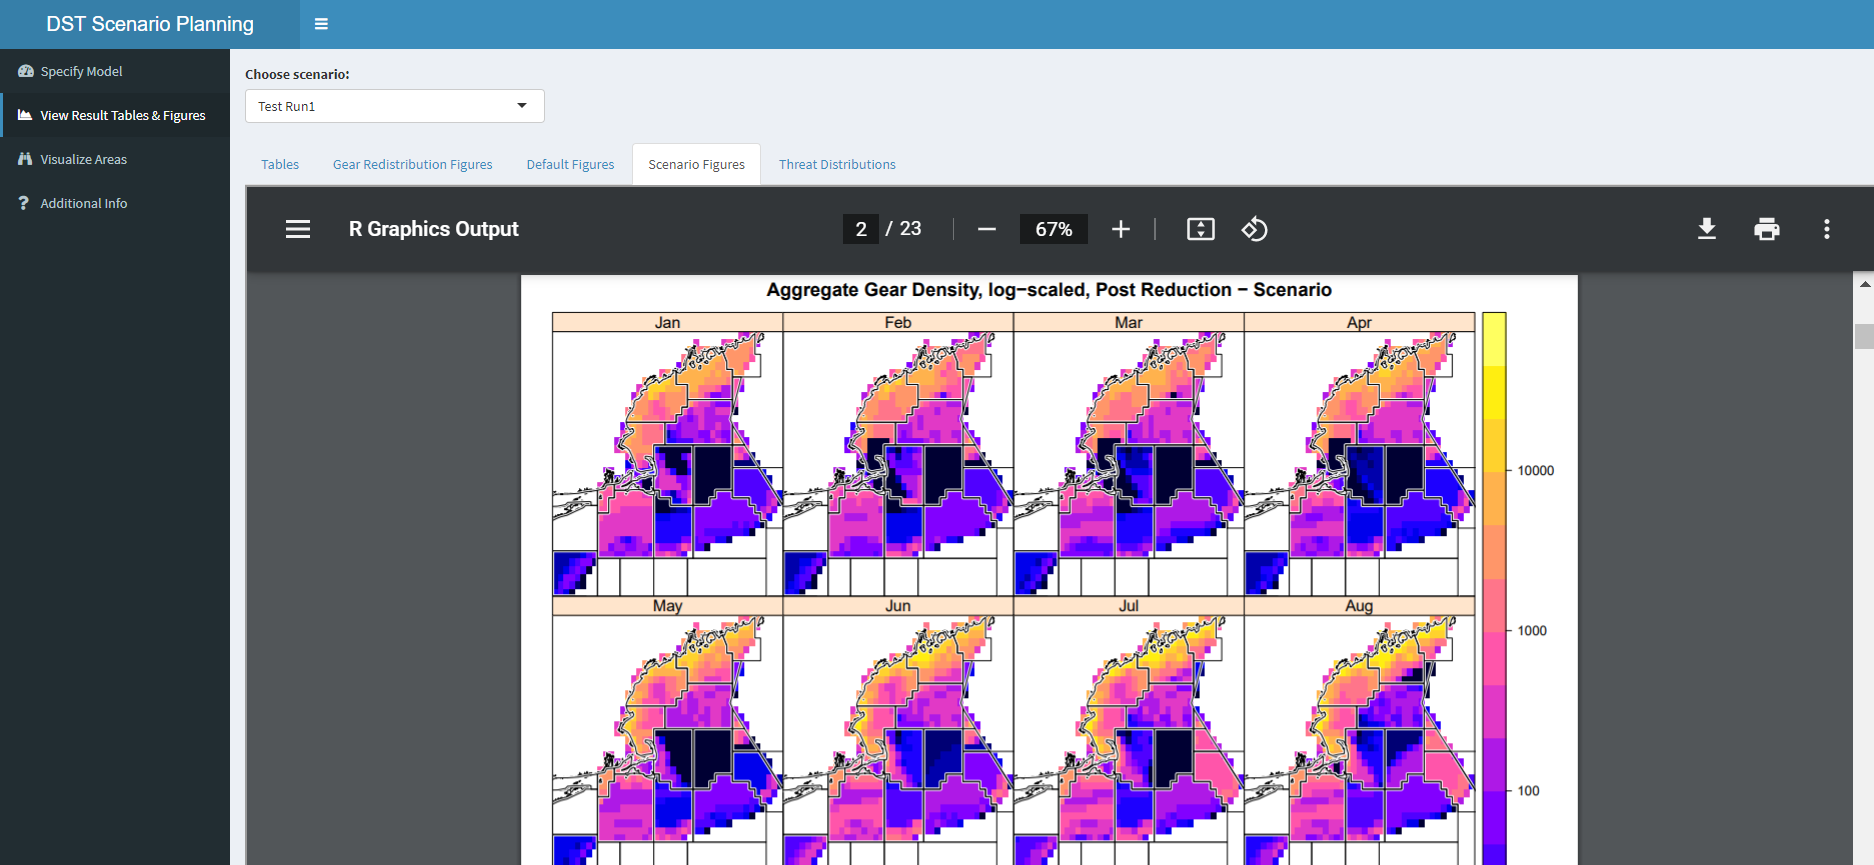 DST Scenario Planning
Specify Model
View Result Tables & Figures
Visualize Areas
Additional Info
Choose scenario:
Test Run1
Tables
Gear Redistribution Figures
Default Figures
Scenario Figures
Threat Distributions
R Graphics Output
2 / 23
67%
Aggregate Gear Density, log−scaled, Post Reduction − Scenario
Jan
Feb
Mar
Apr
May
Jun
Jul
Aug
10000
1000
100